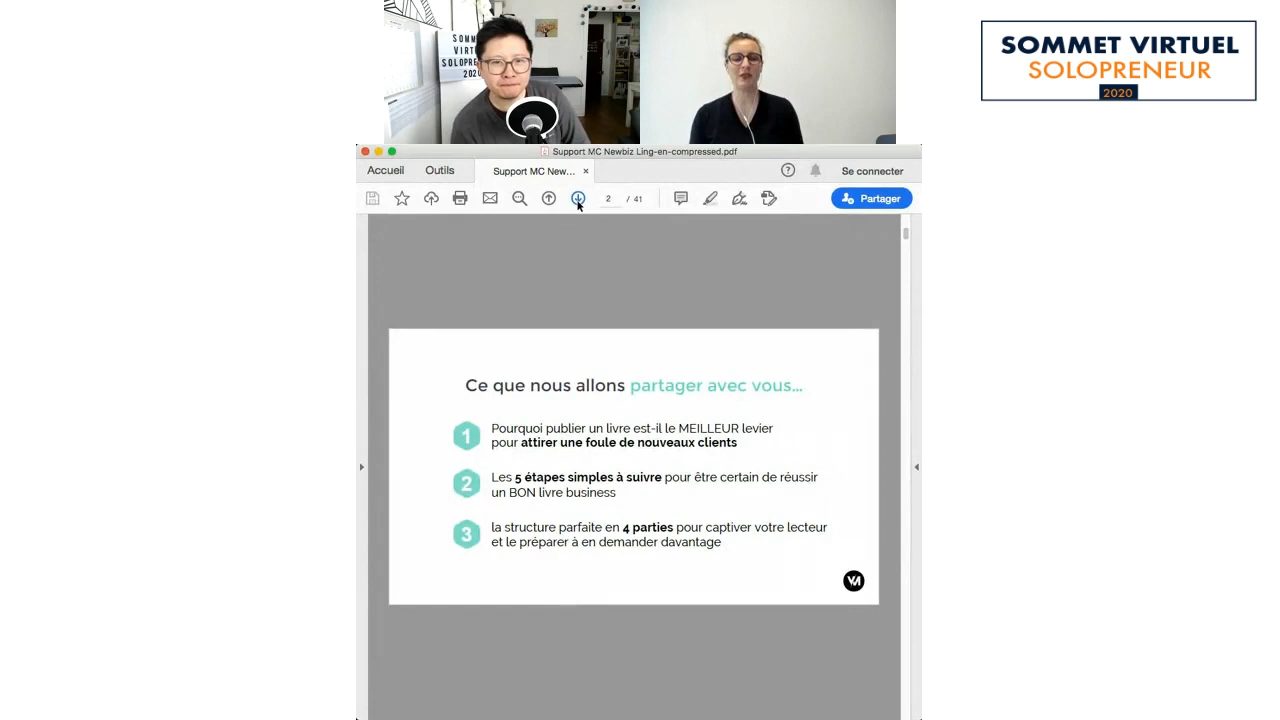 SOMM
VIRTU
SOLOPRE
202
SOMMET VIRTUEL
SOLOPRENEUR
2020
Support MC Newbiz Ling-en-compressed.pdf
Accueil
Outils
Support MC New...
×
?
Se connecter
2 / 41
Partager
Ce que nous allons partager avec vous...
1
Pourquoi publier un livre est-il le MEILLEUR levier
pour attirer une foule de nouveaux clients
2
Les 5 étapes simples à suivre pour être certain de réussir
un BON livre business
3
la structure parfaite en 4 parties pour captiver votre lecteur
et le préparer à en demander davantage